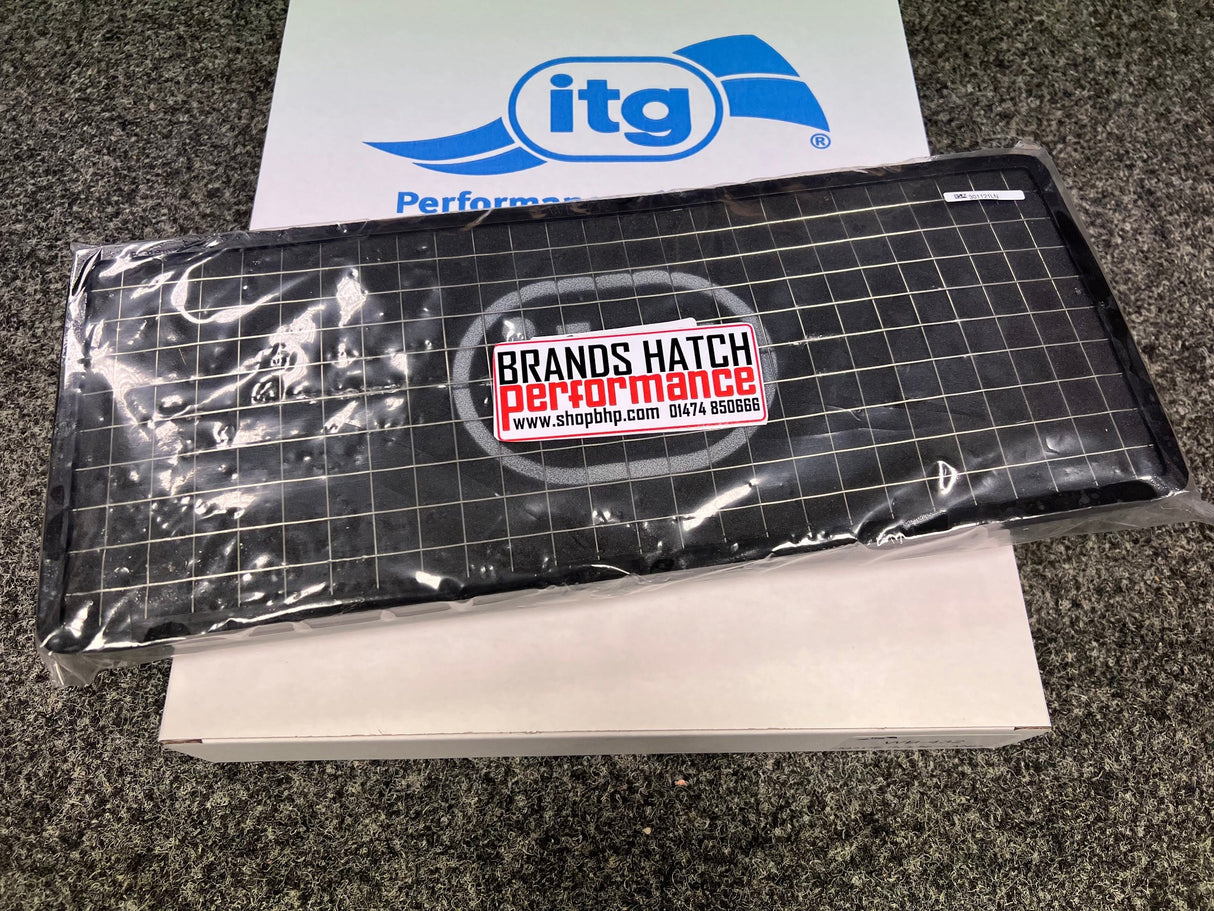 itg
®
Performan
BRANDS HATCH
performance
www.shopbhp.com 01474 850666